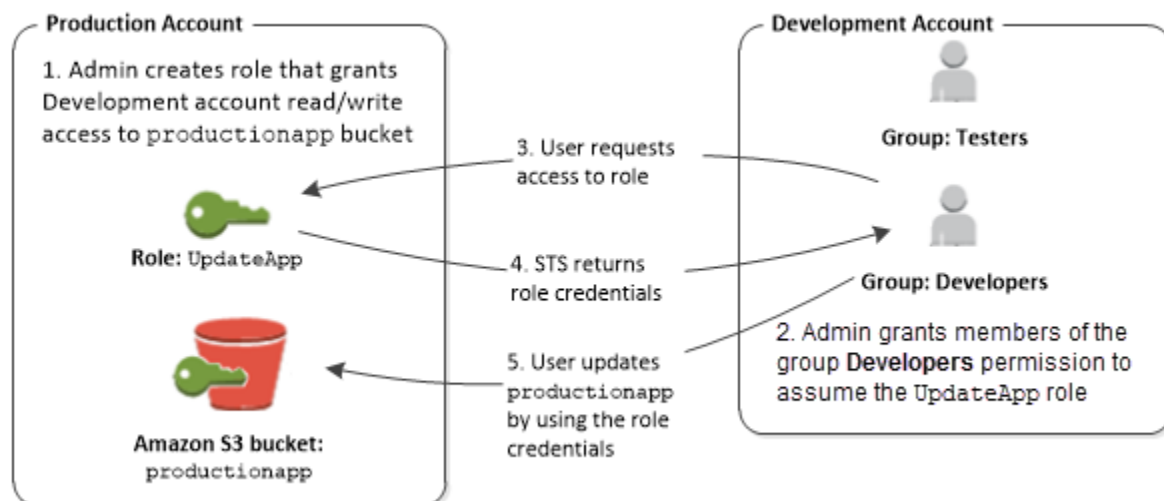 Production Account
1. Admin creates role that grants
Development account read/write
access to productionapp bucket
Role: UpdateApp
Amazon S3 bucket:
productionapp
3. User requests
access to role
4. STS returns
role credentials
5. User updates
productionapp
by using the role
credentials
Development Account
Group: Testers
Group: Developers
2. Admin grants members of the
group Developers permission to
assume the UpdateApp role